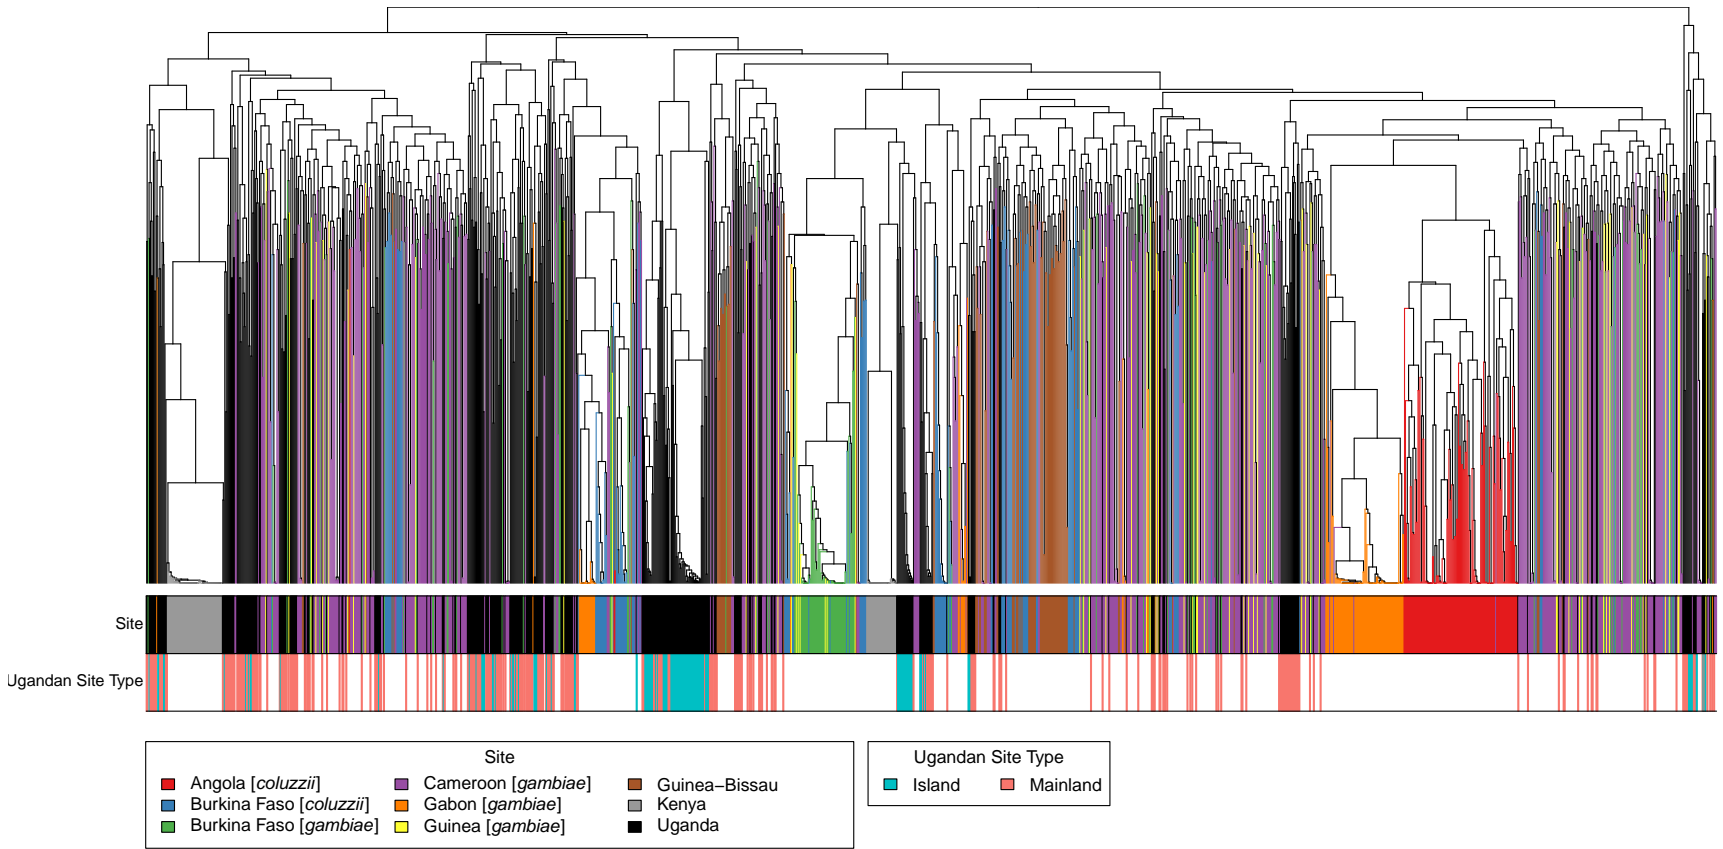 Site
Ugandan Site Type
Site
Angola [coluzzii]
Burkina Faso [coluzzii]
Burkina Faso [gambiae]
Cameroon [gambiae]
Gabon [gambiae]
Guinea [gambiae]
Guinea−Bissau
Kenya
Uganda
Ugandan Site Type
Island
Mainland